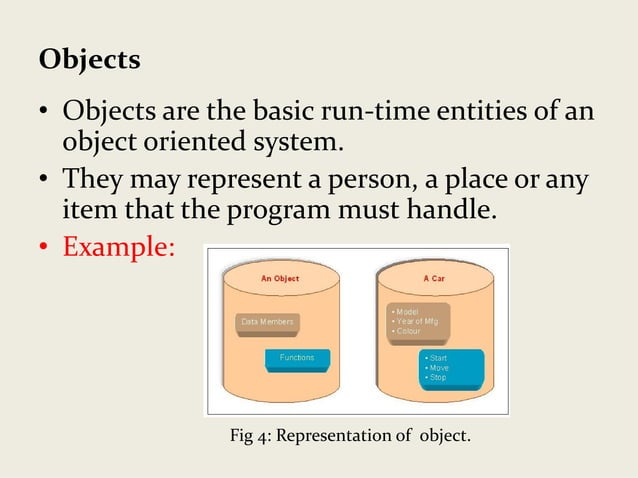 Objects
• Objects are the basic run-time entities of an
object oriented system.
• They may represent a person, a place or any
item that the program must handle.
• Example:
An Object
Data Members
Functions
A Car
• Model
• Year of Mfg
• Colour
• Start
• Move
• Stop
Fig 4: Representation of object.